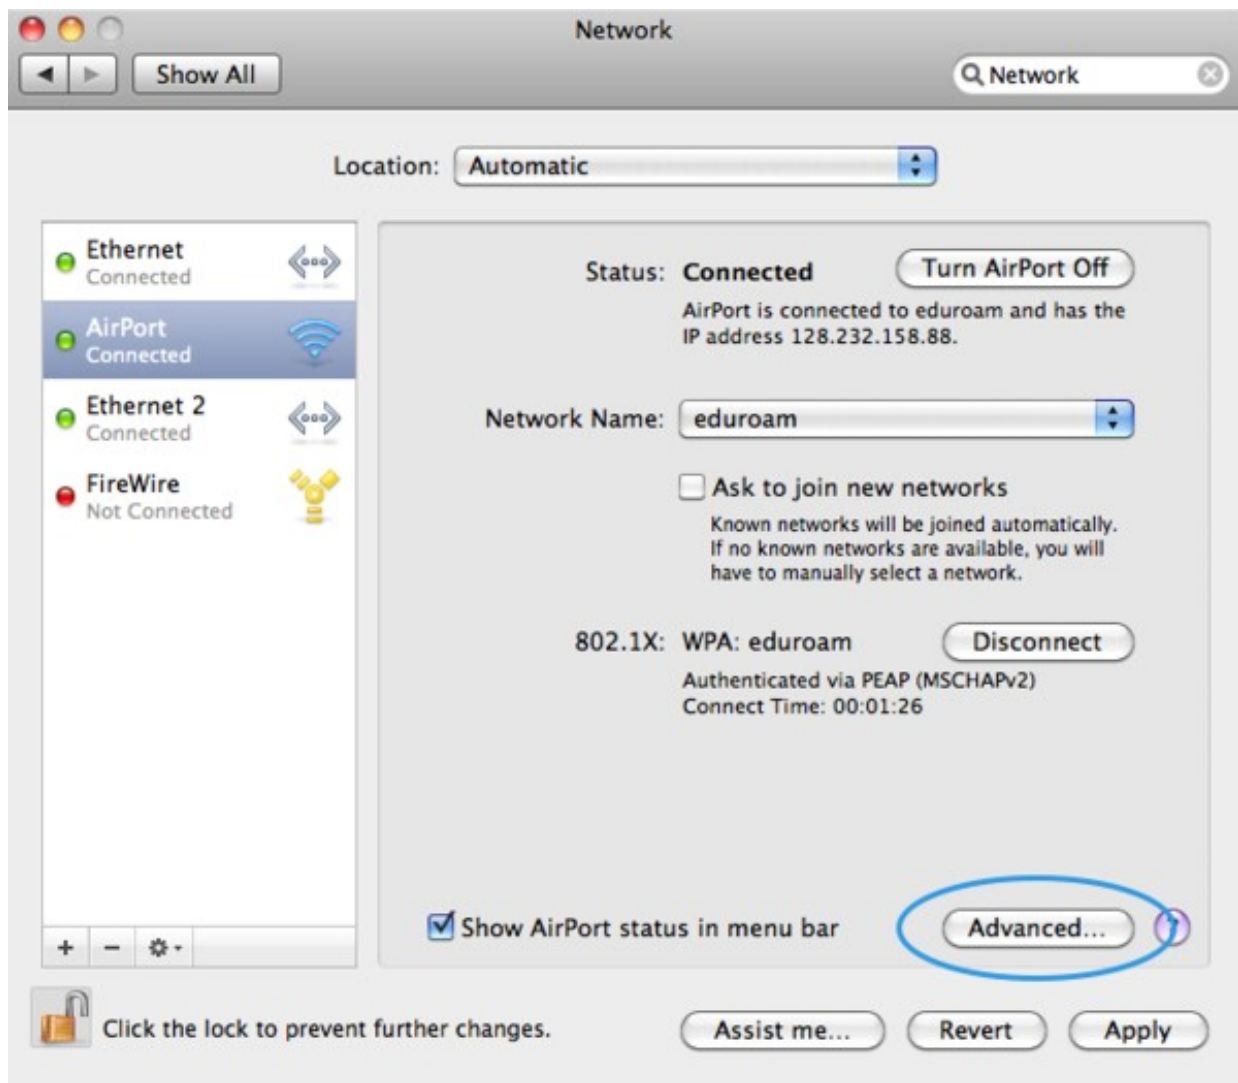 Network
Show All
Network
Location: Automatic
Ethernet
Connected
AirPort
Connected
Ethernet 2
Connected
FireWire
Not Connected
Status: Connected Turn AirPort Off
AirPort is connected to eduroam and has the
IP address 128.232.158.88.
Network Name: eduroam
Ask to join new networks
Known networks will be joined automatically.
If no known networks are available, you will
have to manually select a network.
802.1X: WPA: eduroam Disconnect
Authenticated via PEAP (MSCHAPv2)
Connect Time: 00:01:26
Show AirPort status in menu bar Advanced... ?
Click the lock to prevent further changes. Assist me... Revert Apply